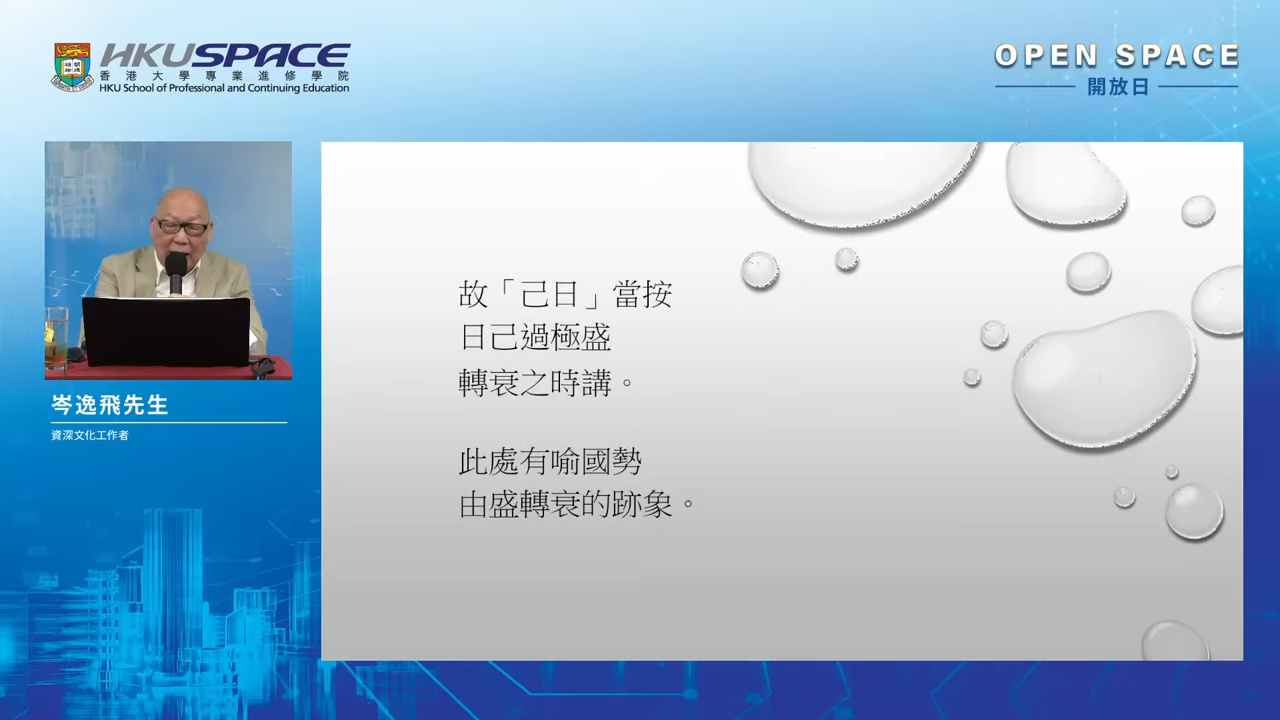 HKUSPACE
香港大學專業進修學院
HKU School of Professional and Continuing Education
OPEN SPACE
開放日
故「己日」當按
日己過極盛
轉衰之時講。
此處有喻國勢
由盛轉衰的跡象。
岑逸飛先生
資深文化工作者